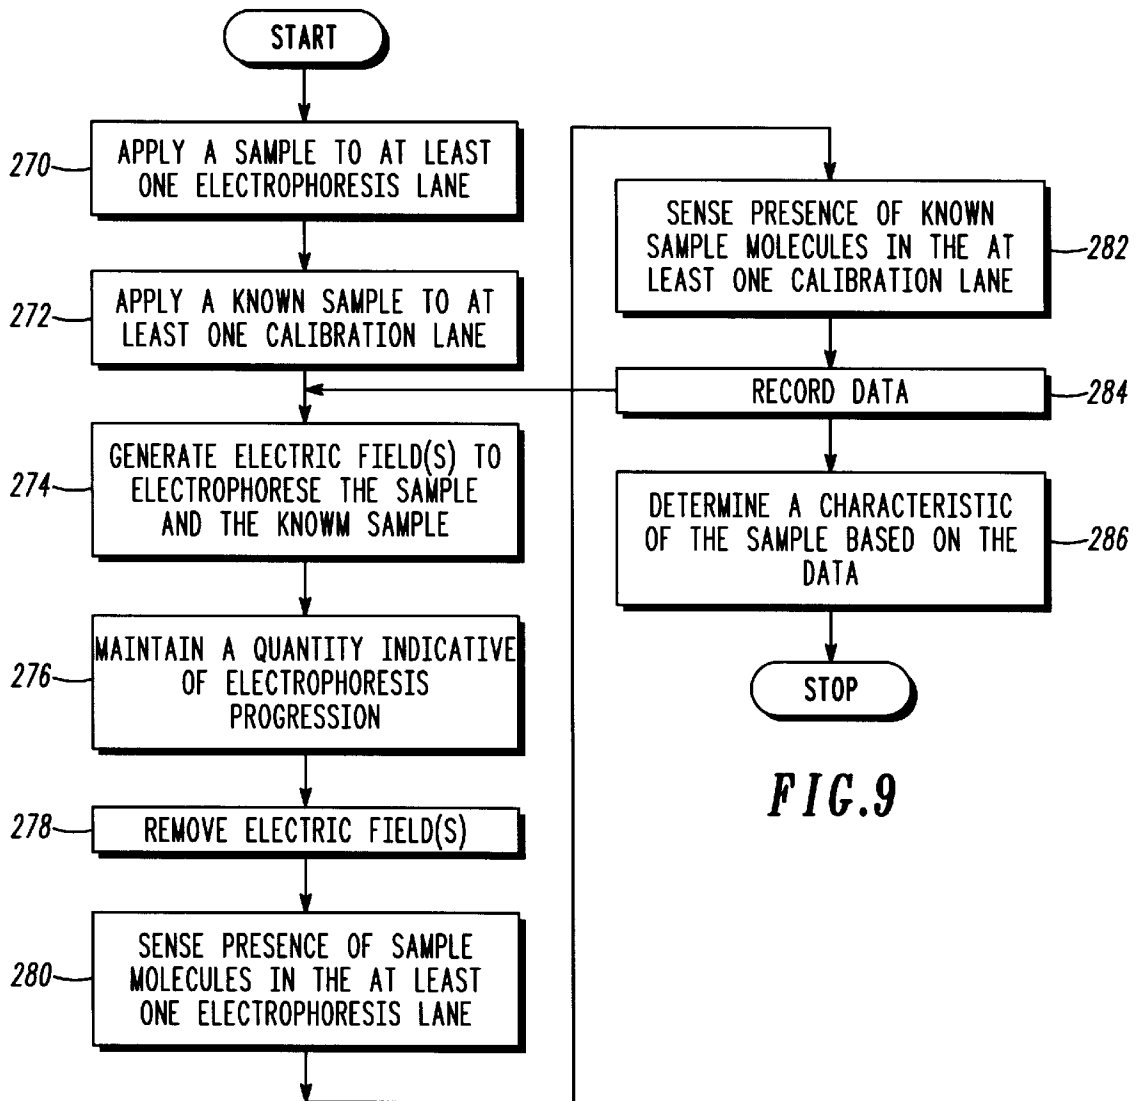 START
270
APPLY A SAMPLE TO AT LEAST
ONE ELECTROPHORESIS LANE
272
APPLY A KNOWN SAMPLE TO AT
LEAST ONE CALIBRATION LANE
274
GENERATE ELECTRIC FIELD(S) TO
ELECTROPHORESE THE SAMPLE
AND THE KNOWM SAMPLE
276
MAINTAIN A QUANTITY INDICATIVE
OF ELECTROPHORESIS
PROGRESSION
278
REMOVE ELECTRIC FIELD(S)
280
SENSE PRESENCE OF SAMPLE
MOLECULES IN THE AT LEAST
ONE ELECTROPHORESIS LANE
SENSE PRESENCE OF KNOWN
SAMPLE MOLECULES IN THE AT
LEAST ONE CALIBRATION LANE
282
RECORD DATA
284
DETERMINE A CHARACTERISTIC
OF THE SAMPLE BASED ON THE
DATA
286
STOP
FIG.9